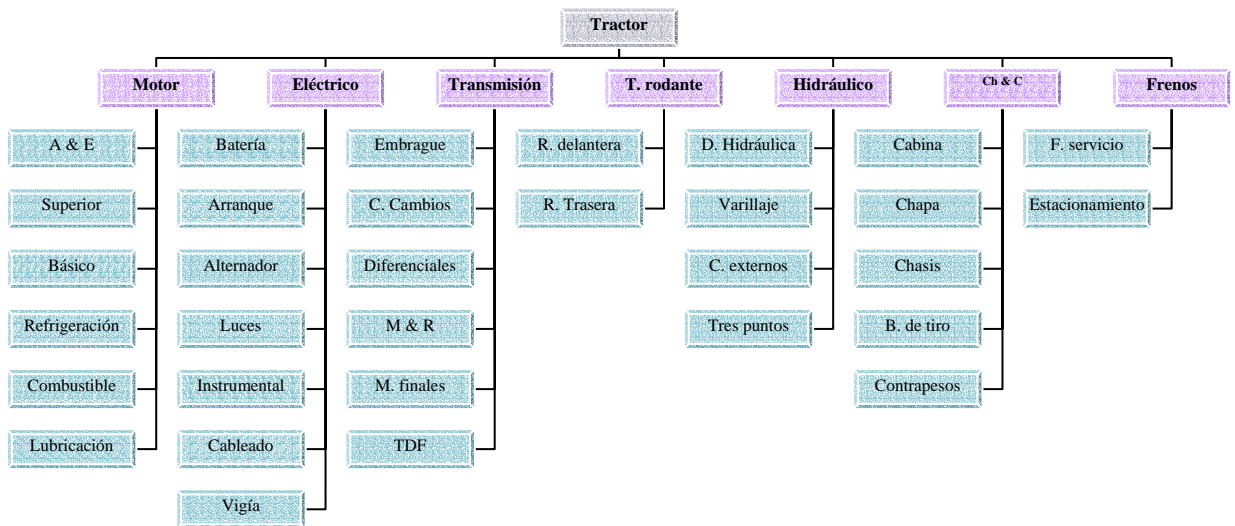 Tractor
Motor
Eléctrico
Transmisión
T. rodante
Hidráulico
Ch & C
Frenos
A & E
Batería
Embrague
R. delantera
D. Hidráulica
Cabina
F. servicio
Superior
Arranque
C. Cambios
R. Trasera
Varillaje
Chapa
Estacionamiento
Básico
Alternador
Diferenciales
C. externos
Chasis
Refrigeración
Luces
M & R
Tres puntos
B. de tiro
Combustible
Instrumental
M. finales
Contrapesos
Lubricación
Cableado
TDF
Vigía